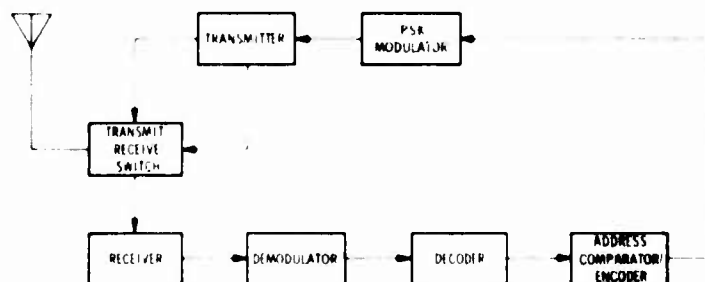 TRANSMITTER
PSK
MODULATOR
TRANSMIT
RECEIVE
SWITCH
RECEIVER
DEMODULATOR
DECODER
ADDRESS
COMPARATOR/
ENCODER